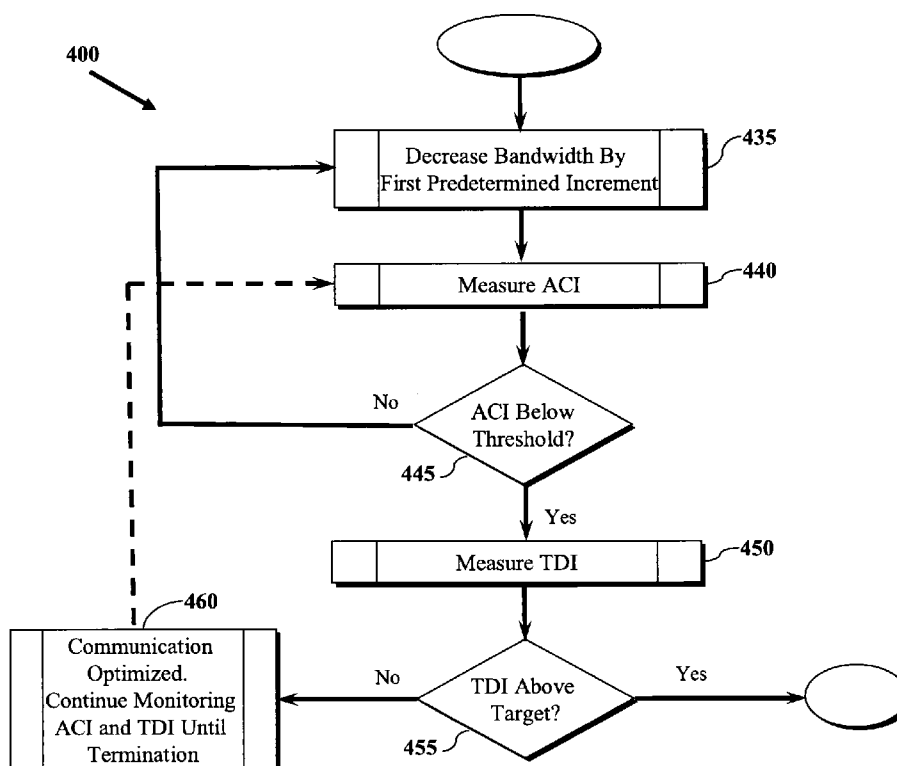 400
435
Decrease Bandwidth By
First Predetermined Increment
440
Measure ACI
No
ACI Below
Threshold?
445
Yes
450
Measure TDI
460
Communication
Optimized.
Continue Monitoring
ACI and TDI Until
Termination
No
TDI Above
Target?
Yes
455